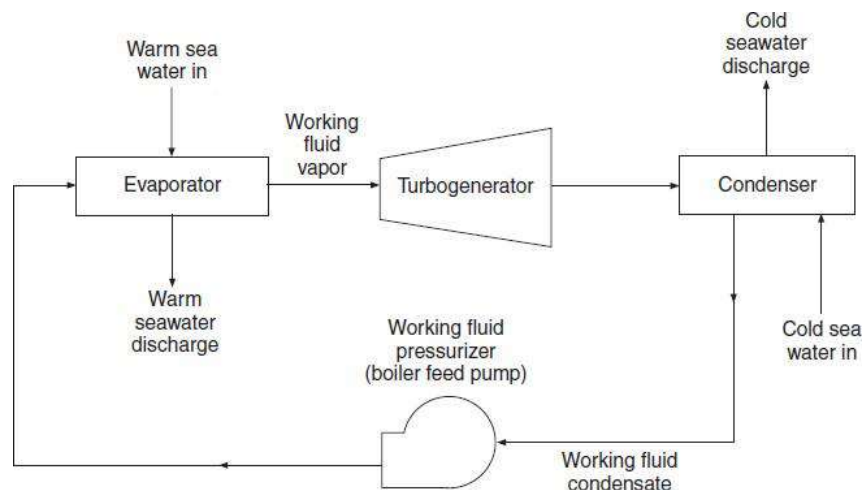 Warm sea
water in
Working
fluid
vapor
Evaporator
Turbogenerator
Cold
seawater
discharge
Condenser
Warm
seawater
discharge
Cold sea
water in
Working fluid
pressurizer
(boiler feed pump)
Working fluid
condensate